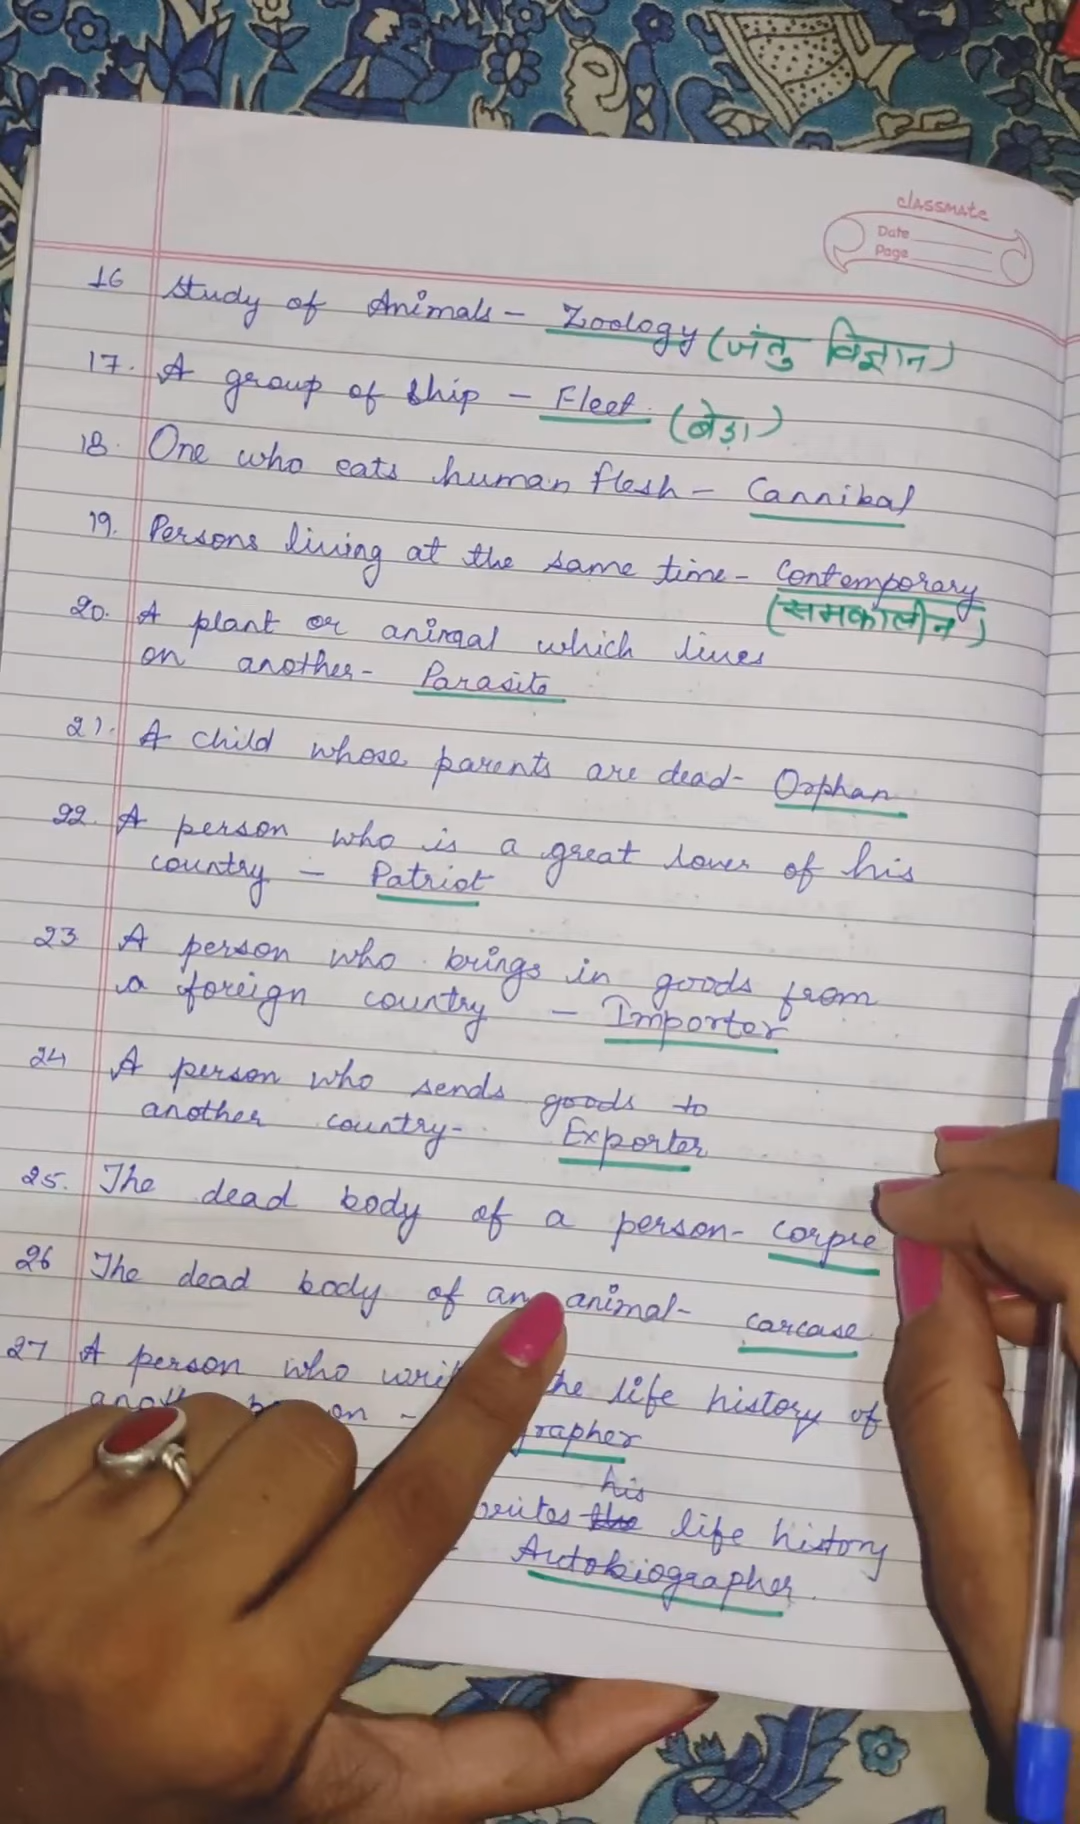 classmate
Date
Page
16 Study of Animals - Zoology (जंतु विज्ञान)
17. A group of ship - Fleet. (बेड़ा)
18. One who eats human flesh - Cannibal
19. Persons living at the same time - Contemporary
(समकालीन)
20. A plant or animal which lives
on another - Parasite
21. A child whose parents are dead - Orphan
22. A person who is a great lover of his
country - Patriot
23 A person who brings in goods from
a foreign country - Importer
24 A person who sends goods to
another country - Exporter
25. The dead body of a person - Corpse
26 The dead body of an animal - carcase
27 A person who the life history of
his
life history
Autobiographer.